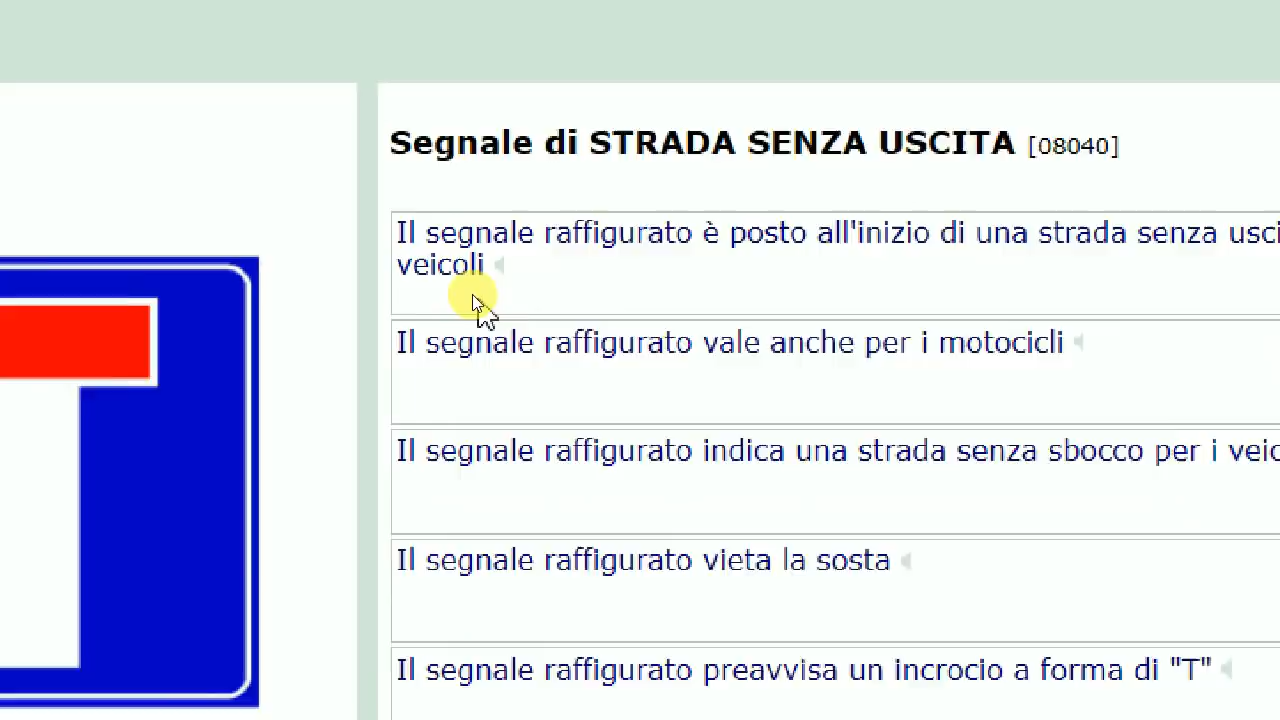 Segnale di STRADA SENZA USCITA [08040]
Il segnale raffigurato è posto all'inizio di una strada senza
veicoli
Il segnale raffigurato vale anche per i motocicli
Il segnale raffigurato indica una strada senza sbocco per i
Il segnale raffigurato vieta la sosta
Il segnale raffigurato preavvisa un incrocio a forma di "T"